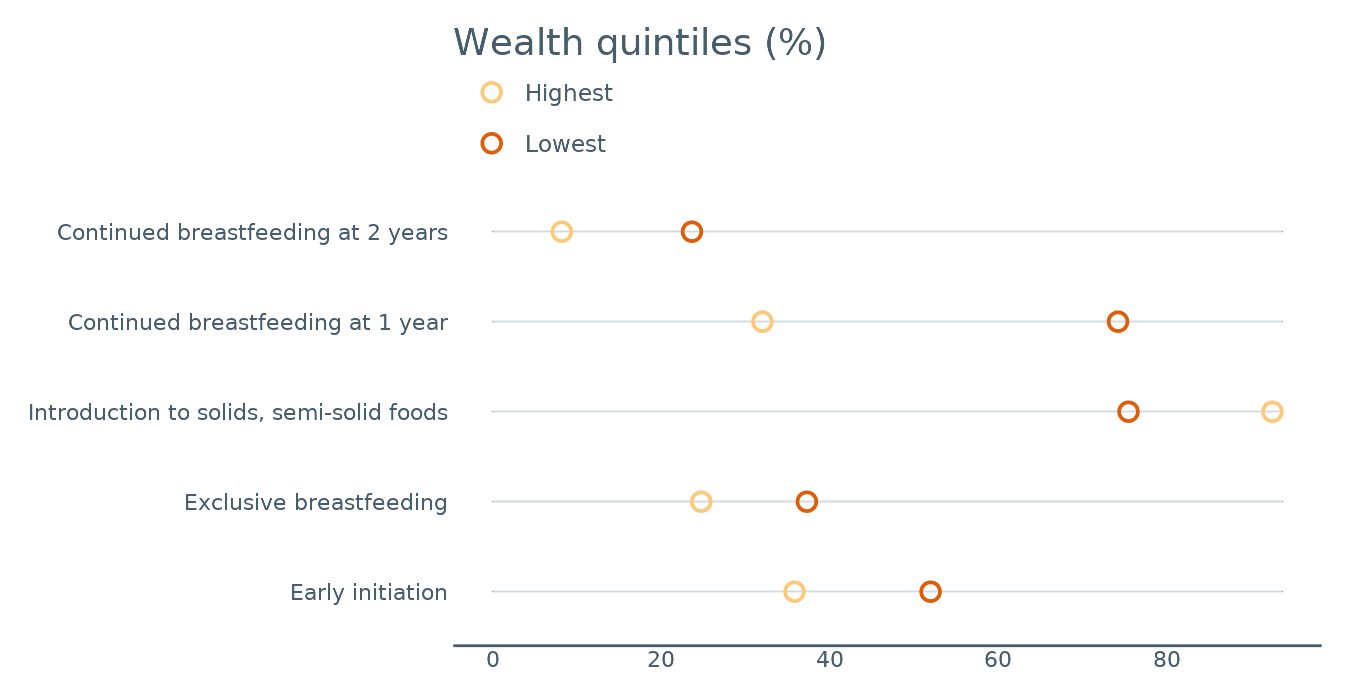 Wealth quintiles (%)
Highest
Lowest
Continued breastfeeding at 2 years
Continued breastfeeding at 1 year
Introduction to solids, semi-solid foods
Exclusive breastfeeding
Early initiation
0 20 40 60 80